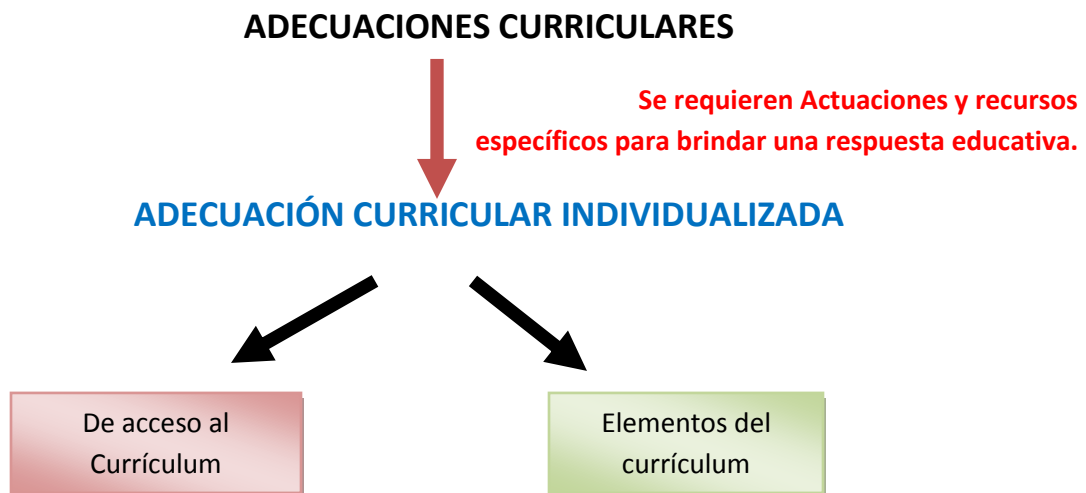 ADECUACIONES CURRICULARES
Se requieren Actuaciones y recursos
específicos para brindar una respuesta educativa.
ADECUACIÓN CURRICULAR INDIVIDUALIZADA
De acceso al
Currículum
Elementos del
currículum